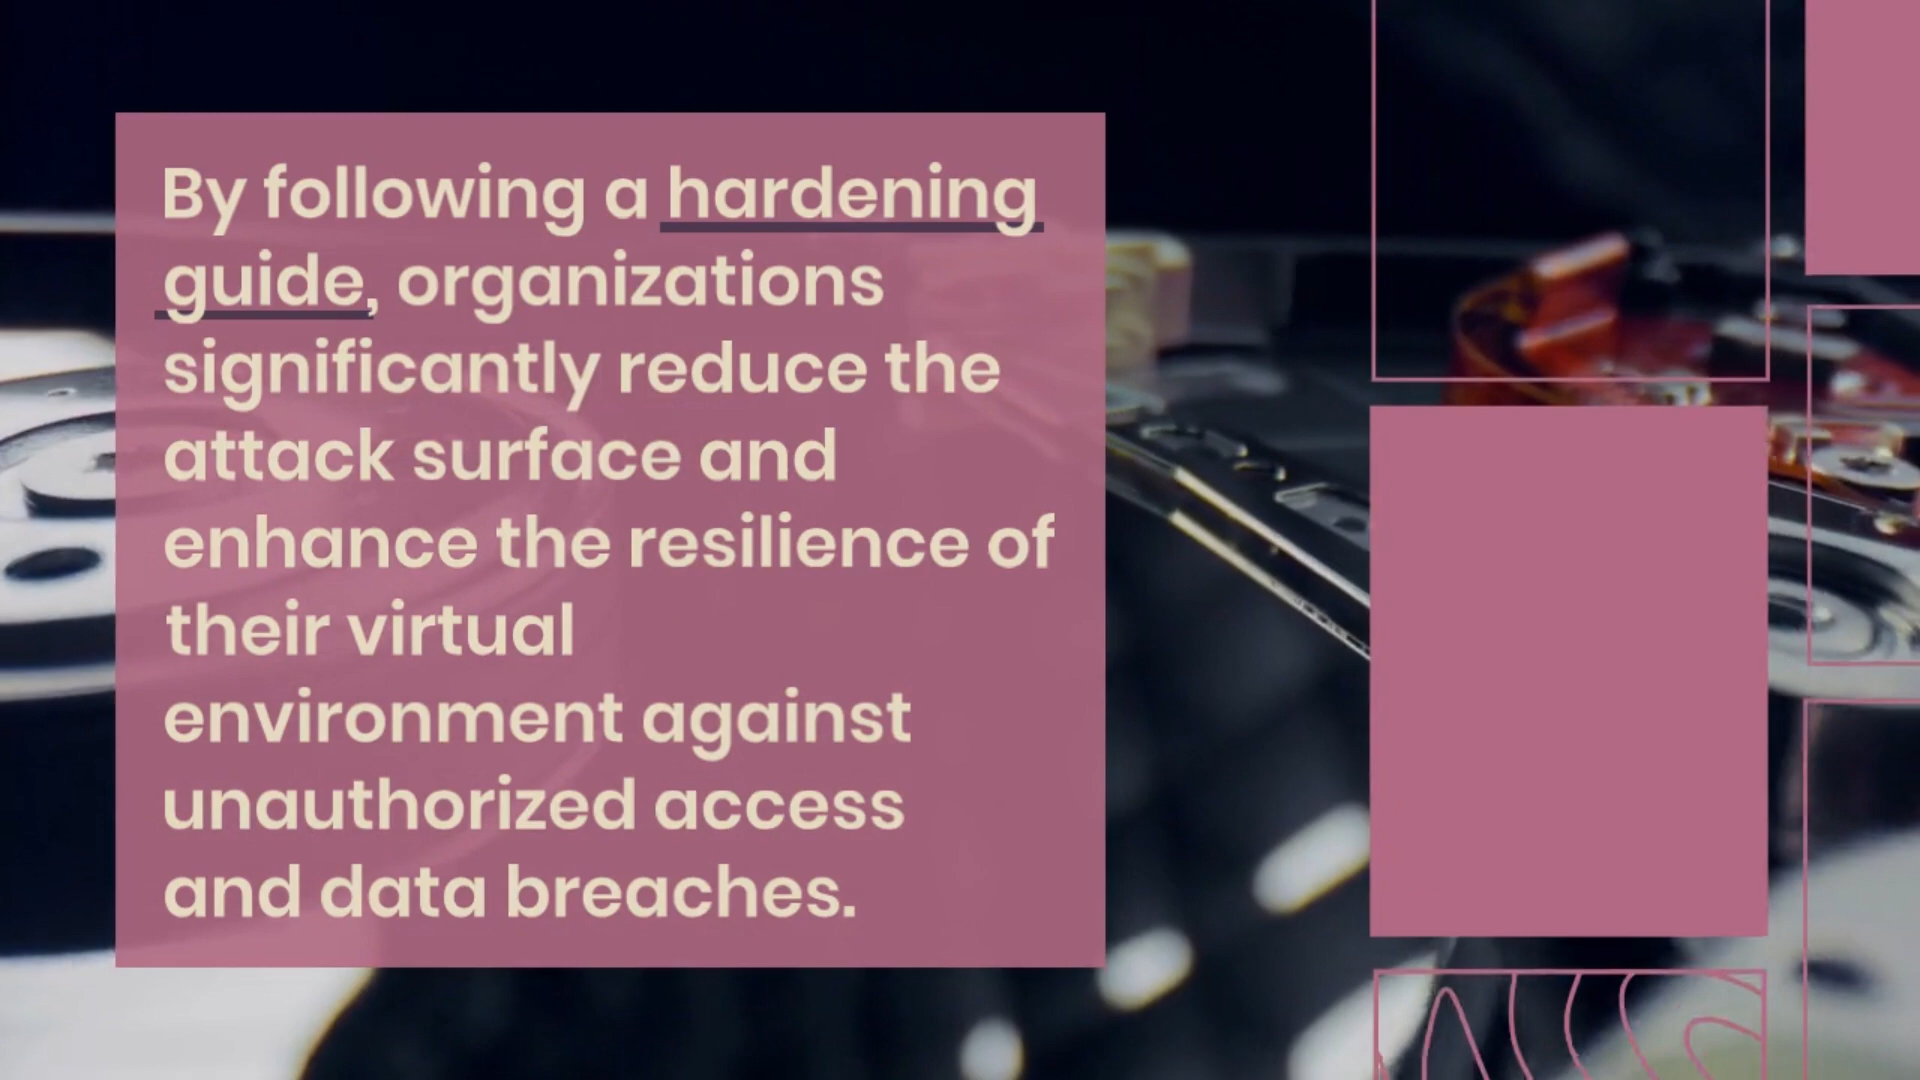 By following a hardening
guide, organizations
significantly reduce the
attack surface and
enhance the resilience of
their virtual
environment against
unauthorized access
and data breaches.